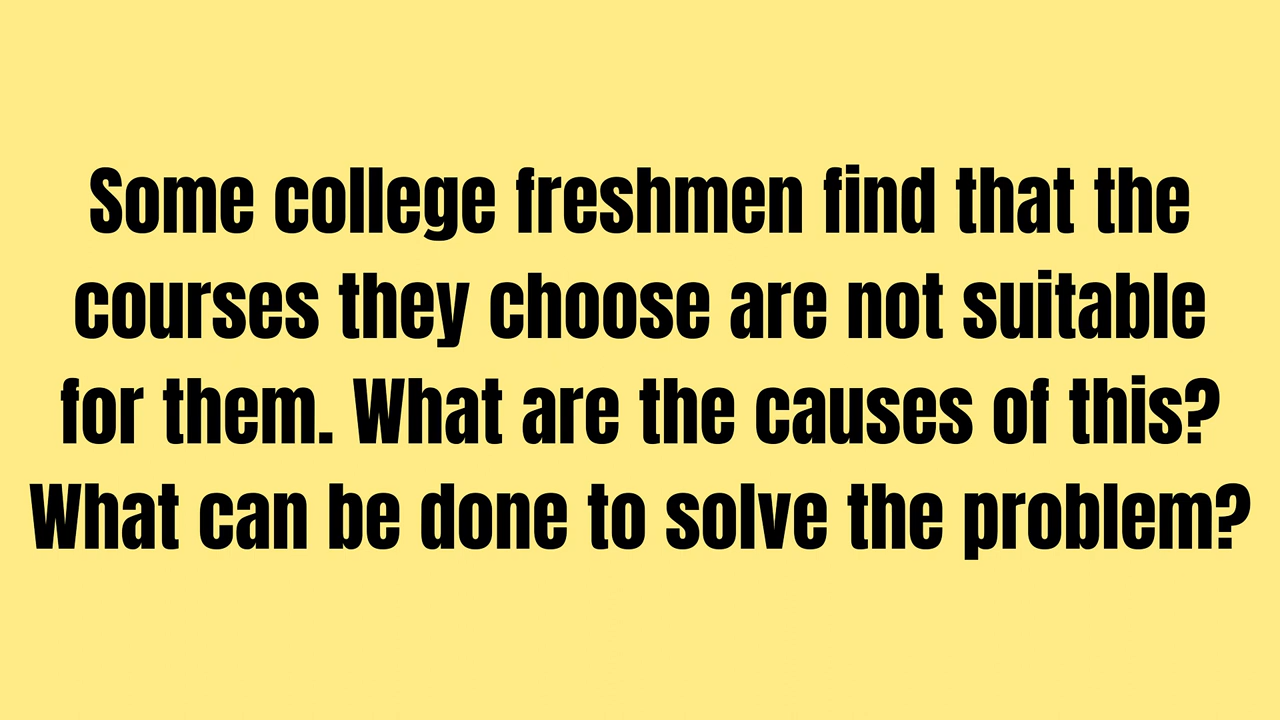 Some college freshmen find that the
courses they choose are not suitable
for them. What are the causes of this?
What can be done to solve the problem?